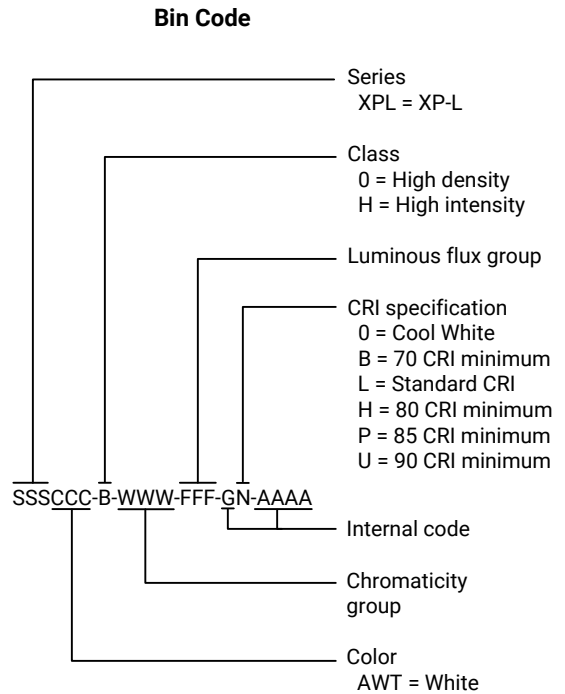 Bin Code
Series
XPL = XP-L
Class
0 = High density
H = High intensity
Luminous flux group
CRI specification
0 = Cool White
B = 70 CRI minimum
L = Standard CRI
H = 80 CRI minimum
P = 85 CRI minimum
U = 90 CRI minimum
SSSCCC-B-WWW-FFF-GN-AAAA
Internal code
Chromaticity
group
Color
AWT = White